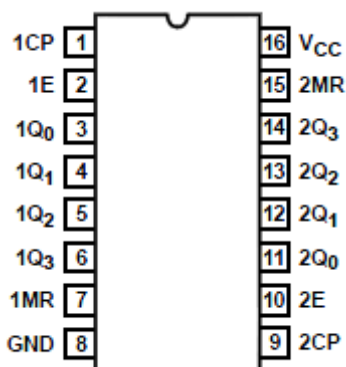 1CP 1 16 VCC
1E 2 15 2MR
1Q0 3 14 2Q3
1Q1 4 13 2Q2
1Q2 5 12 2Q1
1Q3 6 11 2Q0
1MR 7 10 2E
GND 8 9 2CP